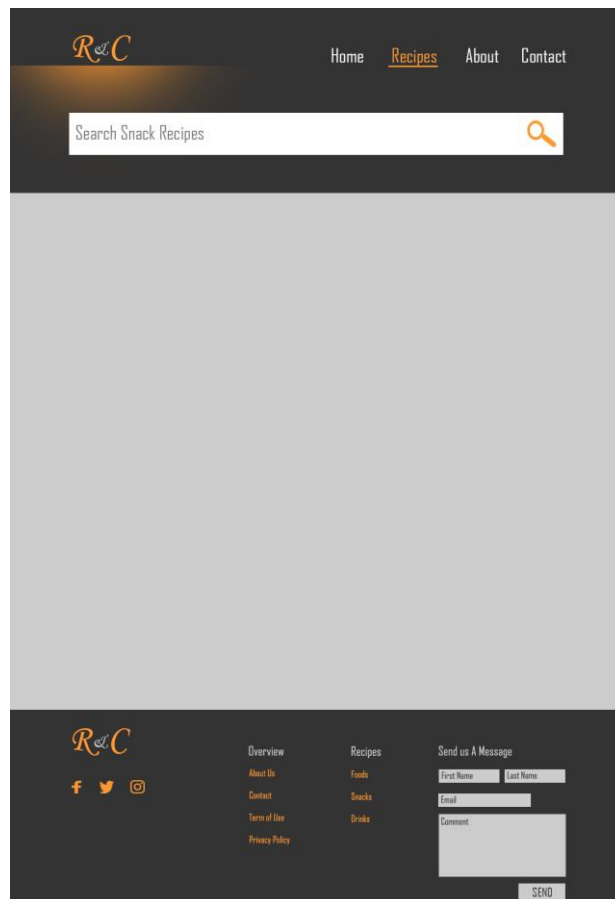 R&C
Home Recipes About Contact
Search Snack Recipes
R&C
Overview
About Us
Contact
Term of Use
Privacy Policy
Recipes
Foods
Snacks
Drinks
Send us A Message
First Name Last Name
Email
Comment
SEND